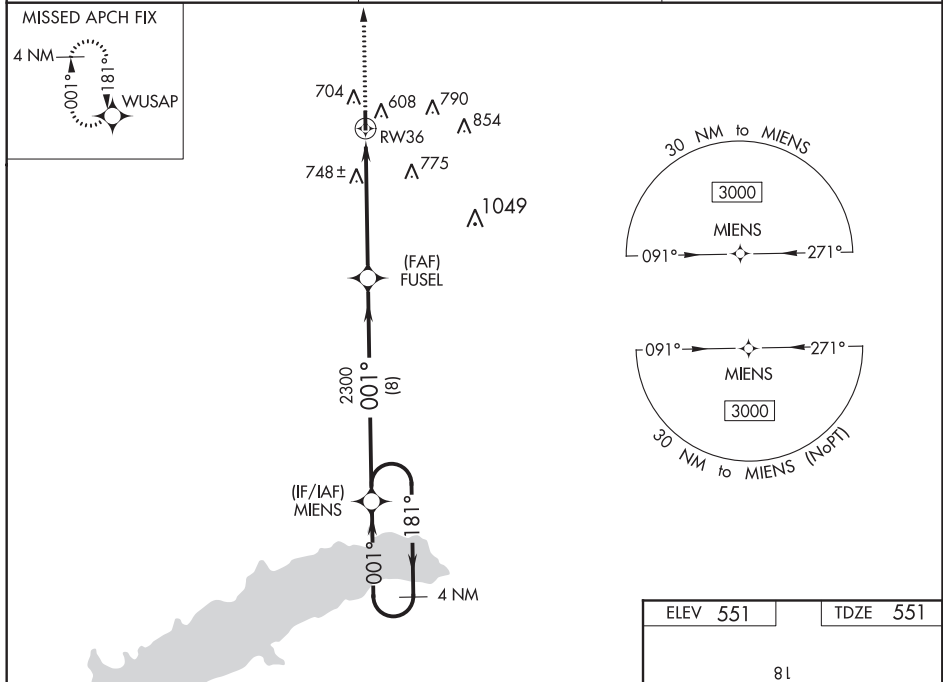 MISSED APCH FIX
4 NM
001°
181°
WUSAP
704
608
790
854
RW36
748±
775
1049
(FAF)
FUSEL
2300
001°
(8)
(IF/IAF)
MIENS
181°
001°
4 NM
30 NM to MIENS
3000
MIENS
091°
271°
091°
271°
MIENS
3000
30 NM to MIENS (NoPT)
ELEV 551
TDZE 551
18